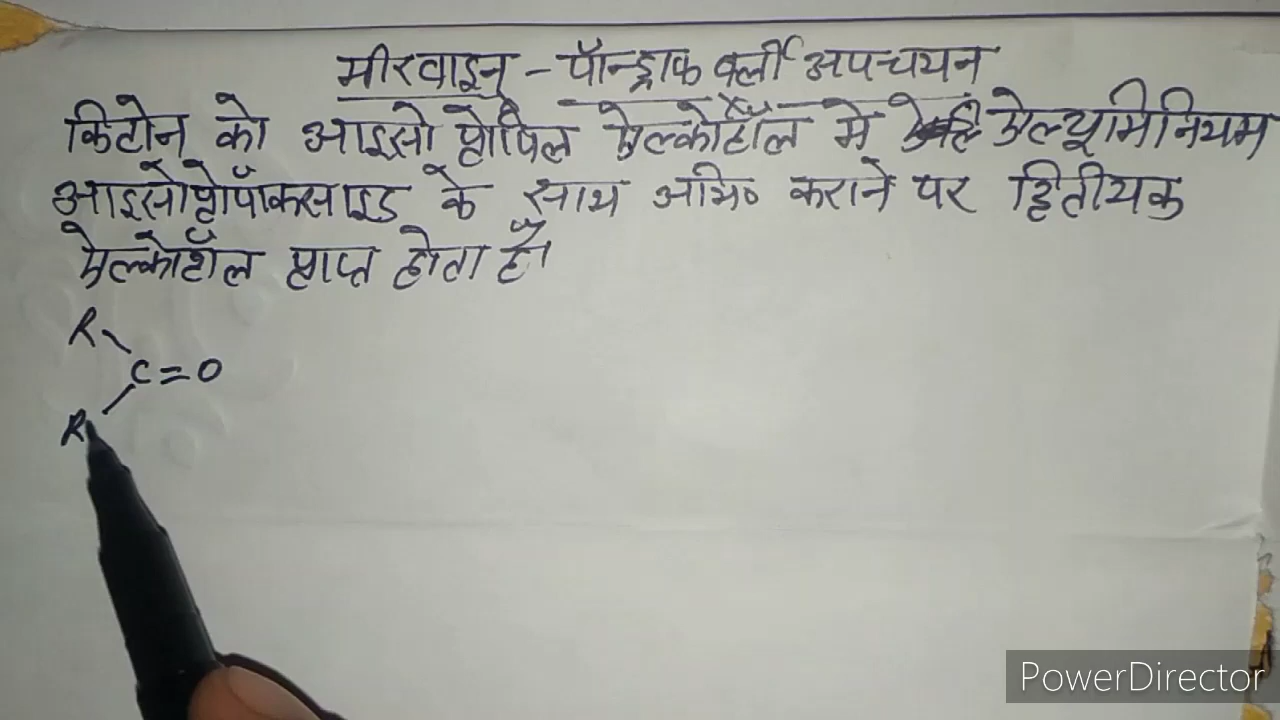 मीरवाइन - पॉन्ड्राफ वर्ली अपचयन
किटोन को आइसो प्रोपिल ऐल्कोहॉल मे ऐल्यूमिनियम
आइसोप्रोपॉक्साइड के साथ अभि० कराने पर द्वितीयक
ऐल्कोहॉल प्राप्त होता है।
R
C=O
R
PowerDirector